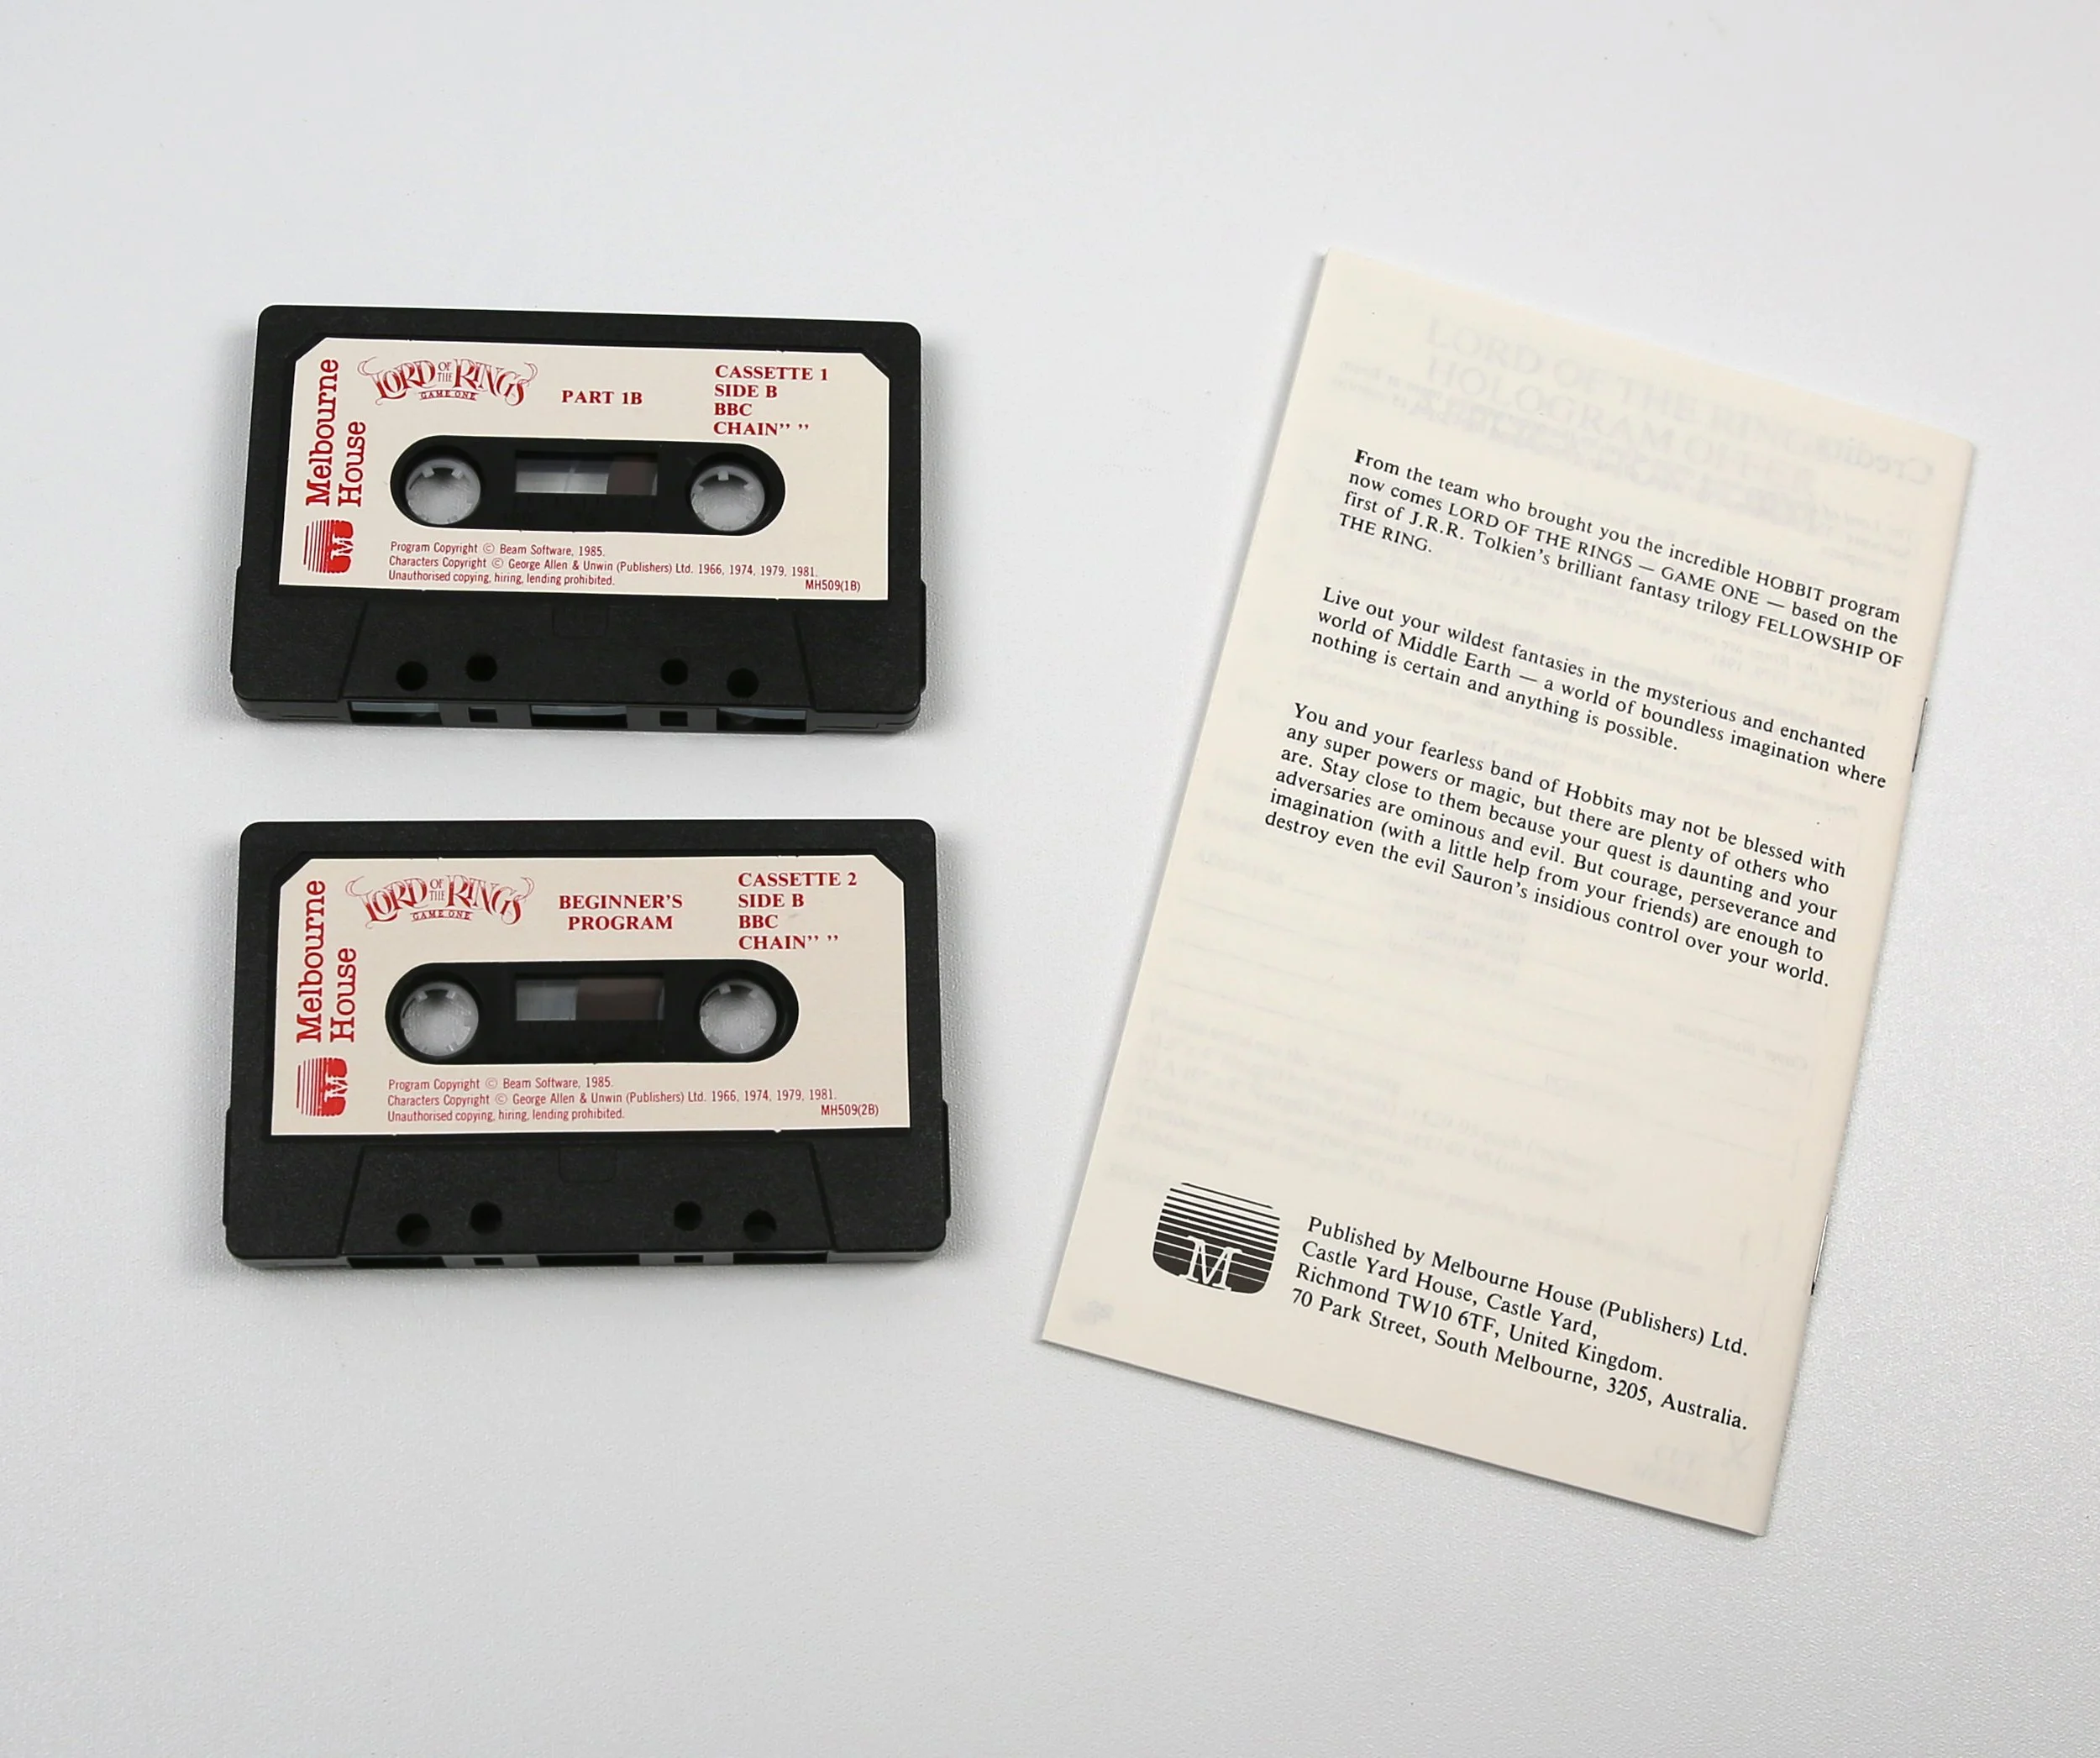 Melbourne
House
M
LORD OF THE RINGS
GAME ONE
PART 1B
CASSETTE 1
SIDE B
BBC
CHAIN" "
Program Copyright © Beam Software, 1985.
Characters Copyright © George Allen & Unwin (Publishers) Ltd. 1966, 1974, 1979, 1981.
Unauthorised copying, hiring, lending prohibited.
MH509(1B)
Melbourne
House
M
LORD OF THE RINGS
GAME ONE
BEGINNER'S
PROGRAM
CASSETTE 2
SIDE B
BBC
CHAIN" "
Program Copyright © Beam Software, 1985.
Characters Copyright © George Allen & Unwin (Publishers) Ltd. 1966, 1974, 1979, 1981.
Unauthorised copying, hiring, lending prohibited.
MH509(2B)
From the team who brought you the incredible HOBBIT program
now comes LORD OF THE RINGS — GAME ONE — based on the
first of J.R.R. Tolkien's brilliant fantasy trilogy FELLOWSHIP OF
THE RING.
Live out your wildest fantasies in the mysterious and enchanted
world of Middle Earth — a world of boundless imagination where
nothing is certain and anything is possible.
You and your fearless band of Hobbits may not be blessed with
any super powers or magic, but there are plenty of others who
are. Stay close to them because your quest is daunting and your
adversaries are ominous and evil. But courage, perseverance and
imagination (with a little help from your friends) are enough to
destroy even the evil Sauron's insidious control over your world.
M
Published by Melbourne House (Publishers) Ltd.
Castle Yard House, Castle Yard,
Richmond TW10 6TF, United Kingdom.
70 Park Street, South Melbourne, 3205, Australia.